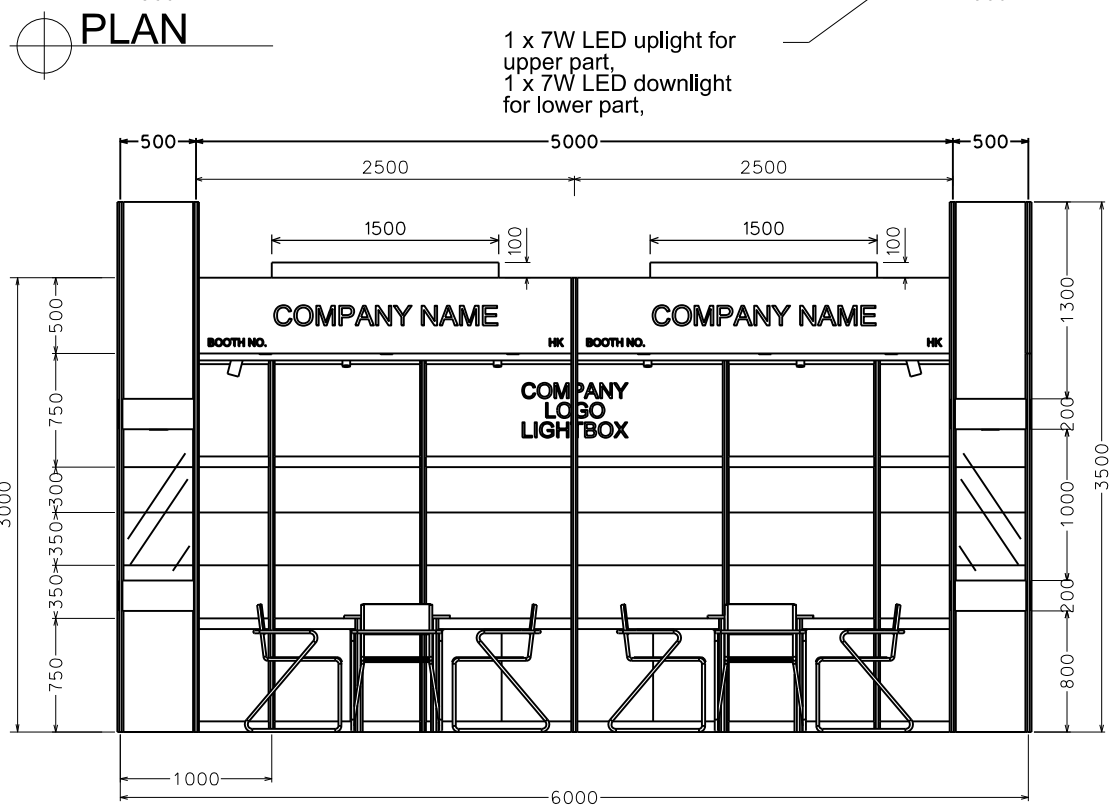 PLAN
1 x 7W LED uplight for
upper part,
1 x 7W LED downlight
for lower part,
500
5000
500
2500
2500
1500
100
1500
100
COMPANY NAME
COMPANY NAME
BOOTH NO.
HK
BOOTH NO.
HK
COMPANY
LOGO
LIGHTBOX
500
750
300
350
350
750
3000
1300
200
1000
200
800
3500
1000
6000